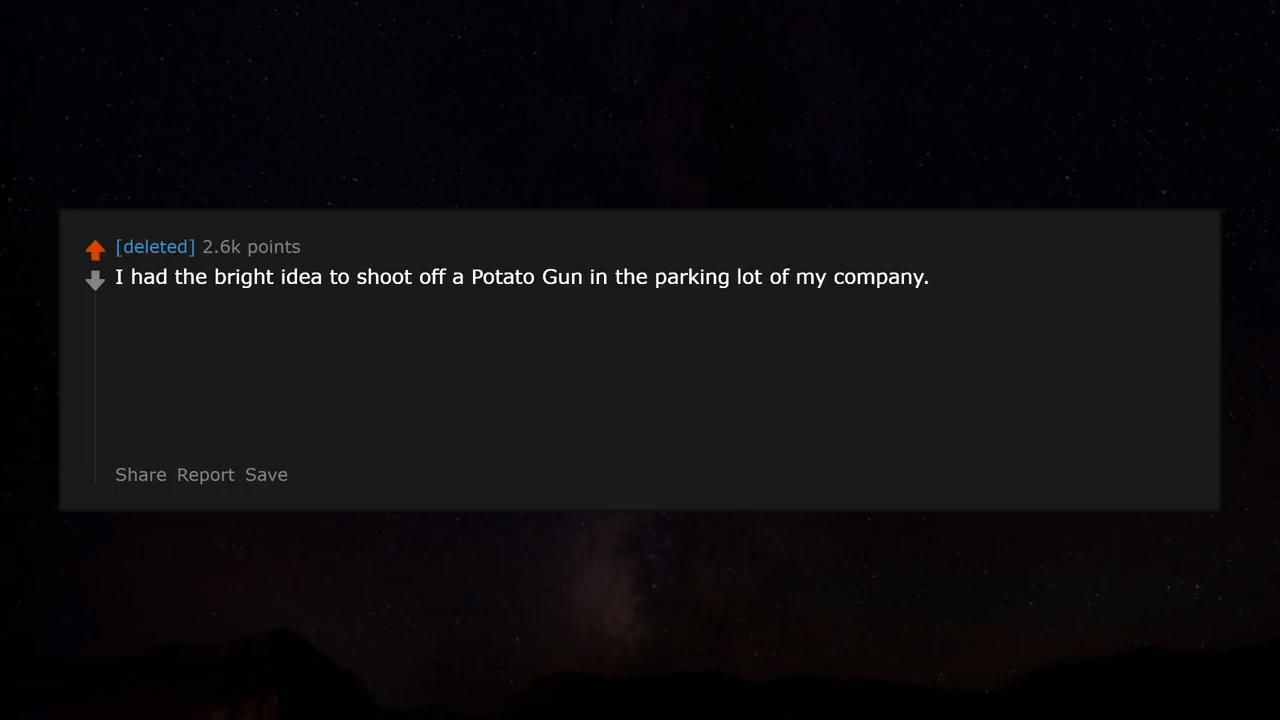 [deleted] 2.6k points
I had the bright idea to shoot off a Potato Gun in the parking lot of my company.
Share Report Save